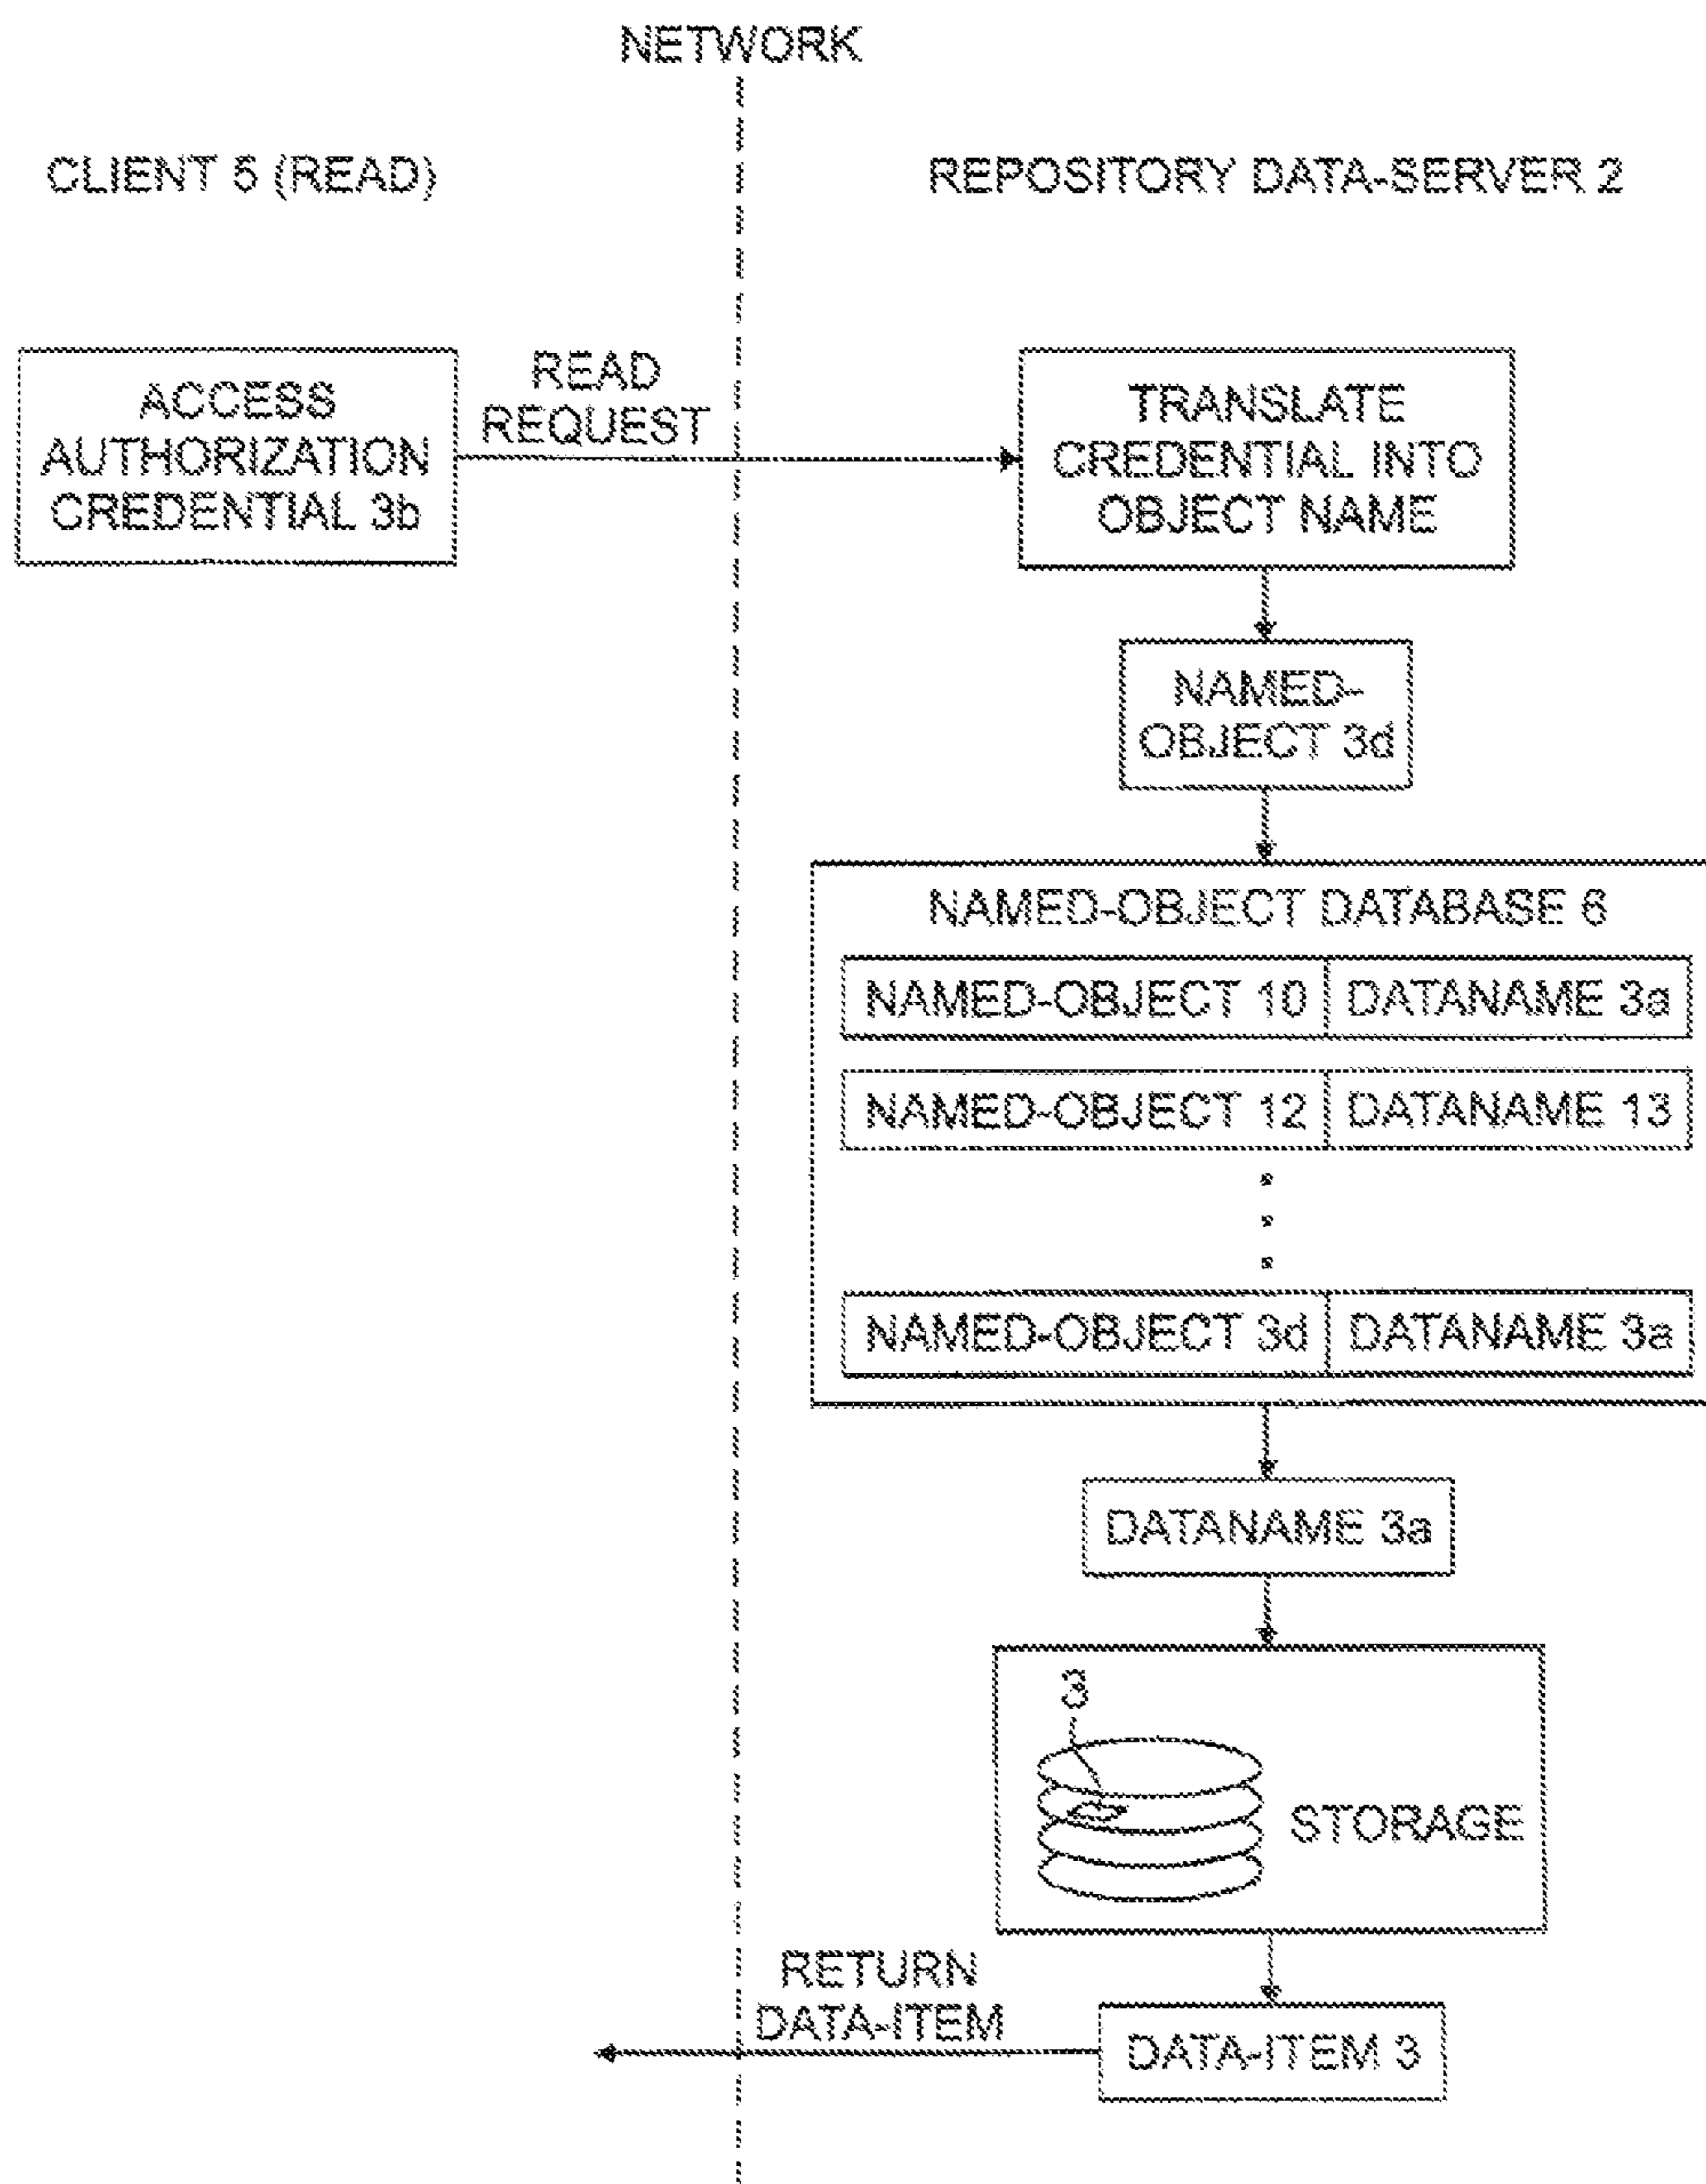 NETWORK
CLIENT 5 (READ)
REPOSITORY DATA-SERVER 2
ACCESS
AUTHORIZATION
CREDENTIAL 3b
READ
REQUEST
TRANSLATE
CREDENTIAL INTO
OBJECT NAME
NAMED-
OBJECT 3d
NAMED-OBJECT DATABASE 6
NAMED-OBJECT 10 DATANAME 3a
NAMED-OBJECT 12 DATANAME 13
NAMED-OBJECT 3d DATANAME 3a
DATANAME 3a
3
STORAGE
RETURN
DATA-ITEM
DATA-ITEM 3